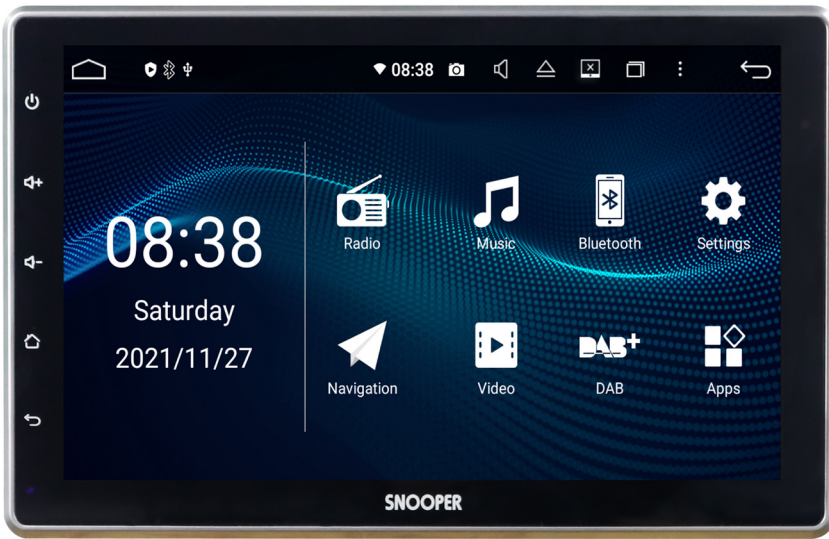 08:38
08:38
Saturday
2021/11/27
Radio
Music
Bluetooth
Settings
Navigation
Video
DAB+
DAB
Apps
SNOOPER